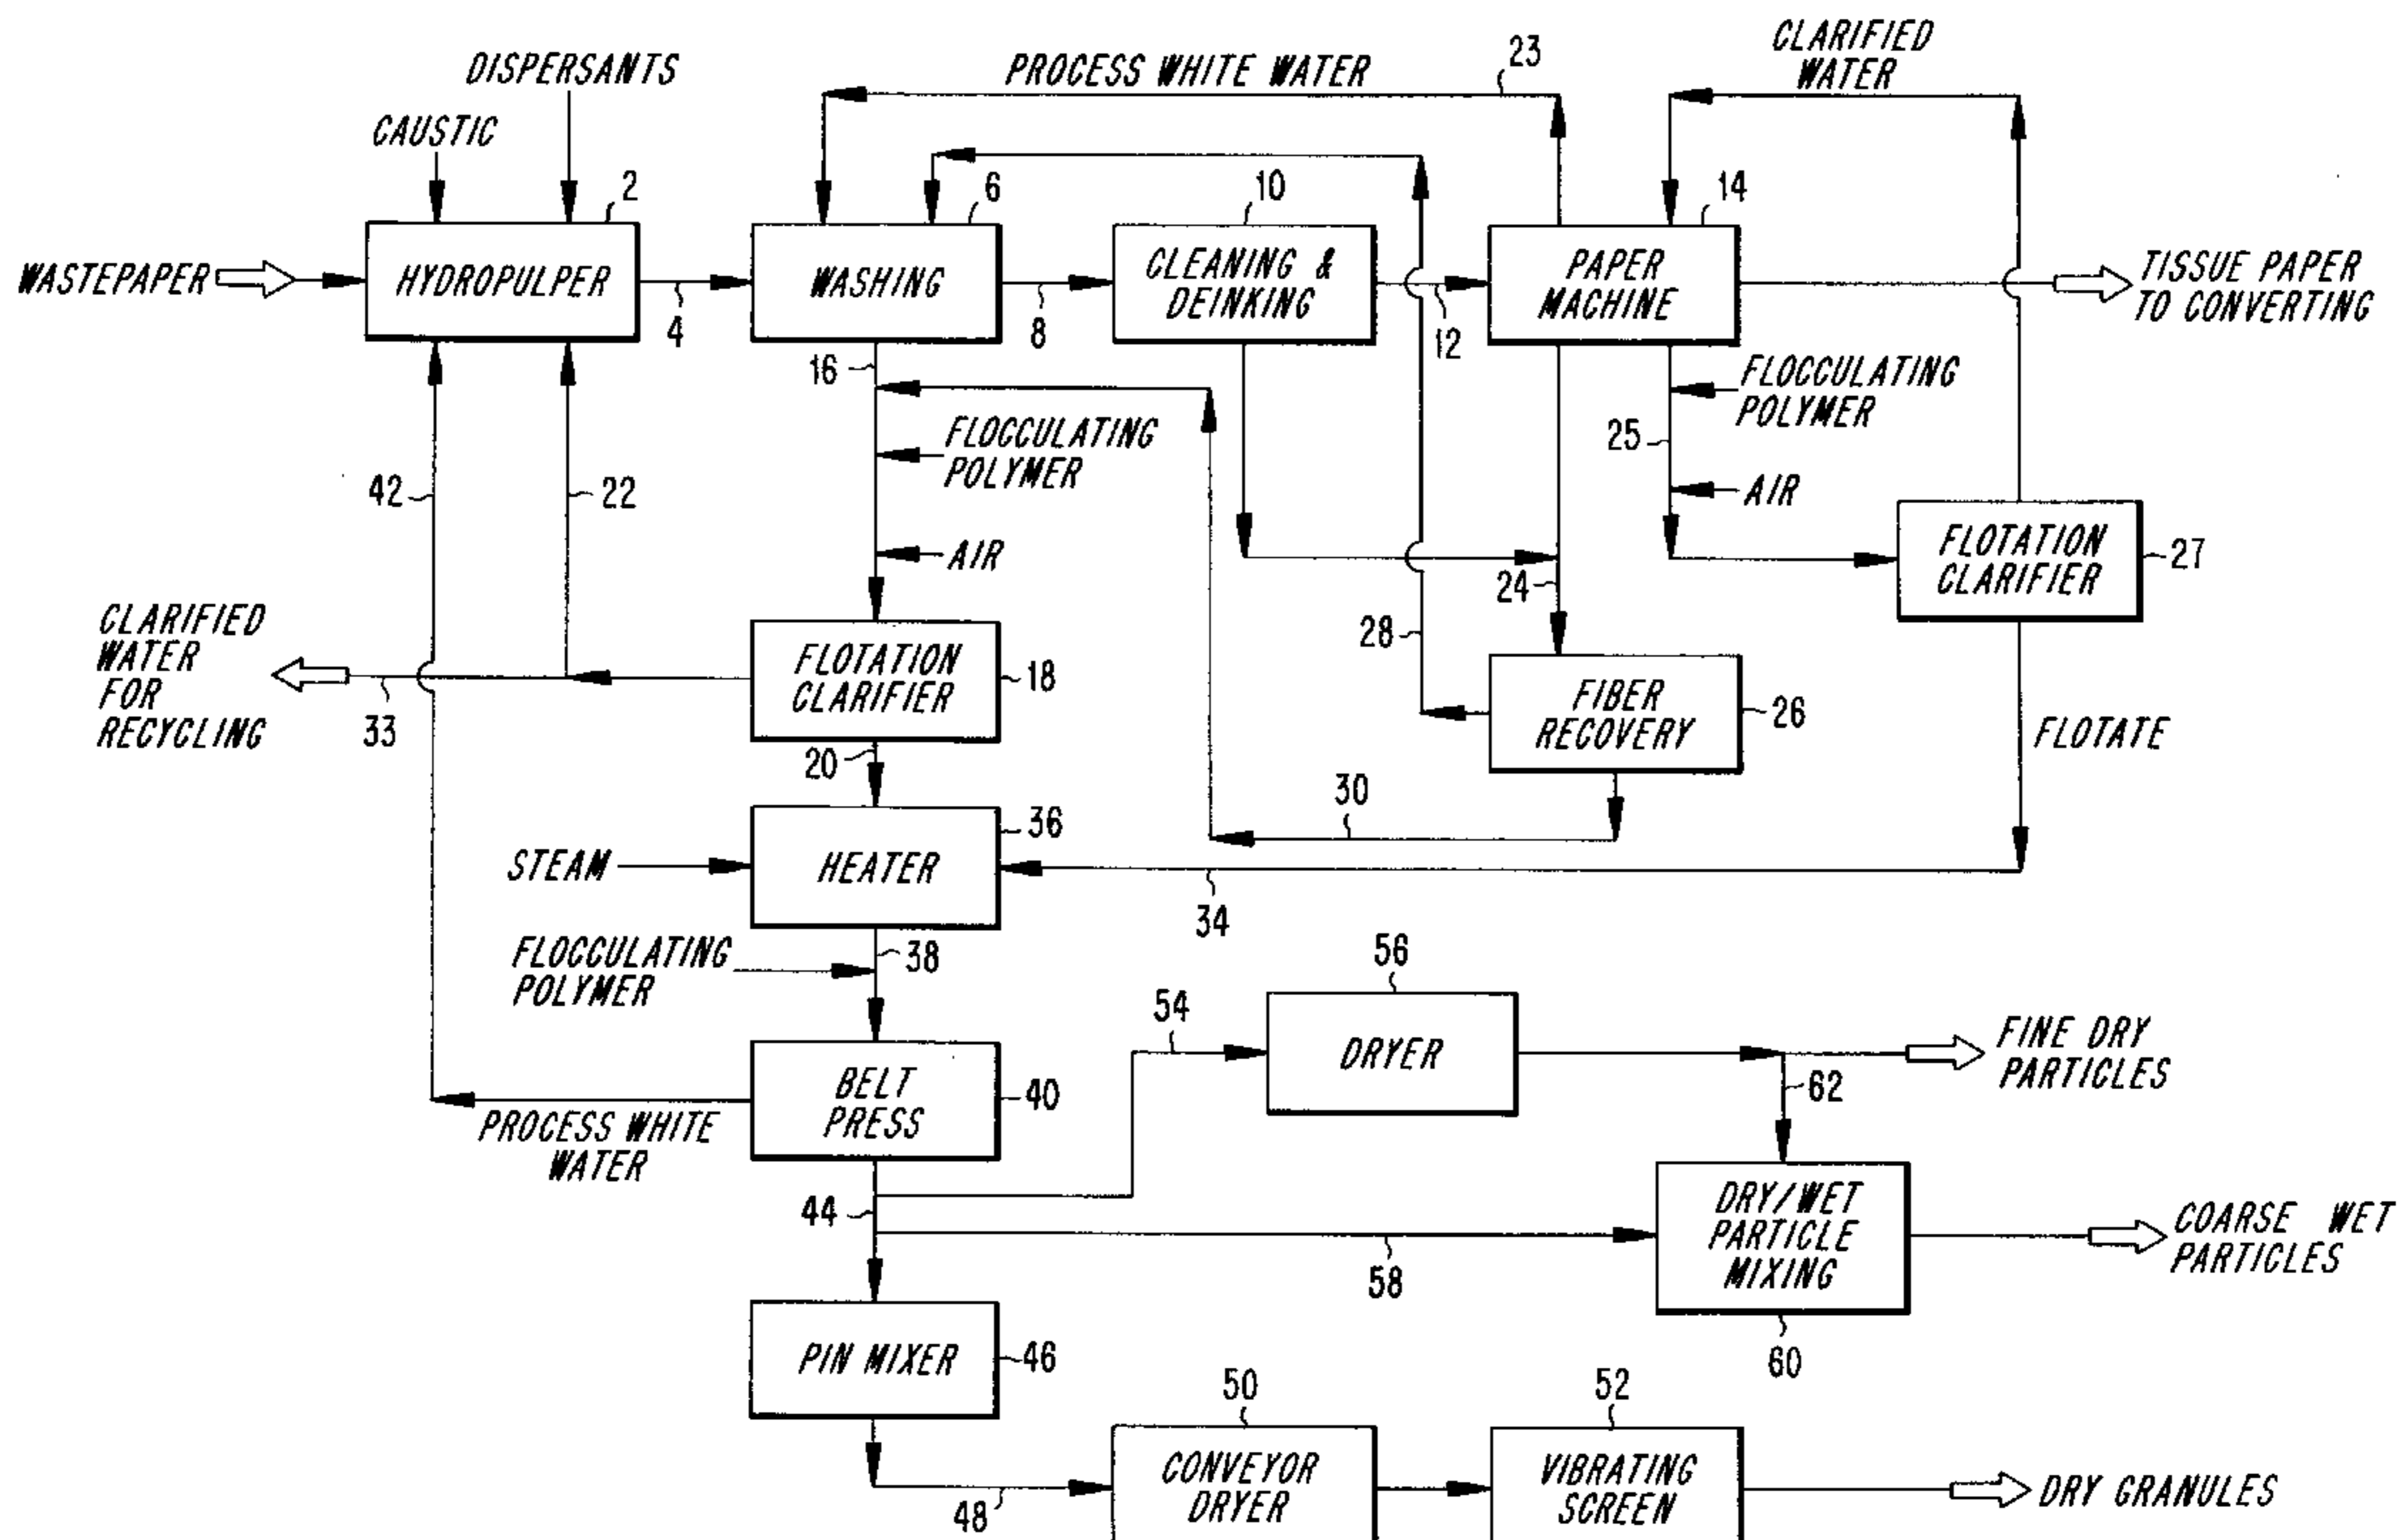 DISPERSANTS
CAUSTIC
PROCESS WHITE WATER
23
CLARIFIED
WATER
2
6
10
14
WASTEPAPER
HYDROPULPER
4
WASHING
8
CLEANING &
DEINKING
12
PAPER
MACHINE
TISSUE PAPER
TO CONVERTING
16
FLOCCULATING
POLYMER
FLOCCULATING
POLYMER
25
42
22
AIR
AIR
24
FLOTATION
CLARIFIER
27
CLARIFIED
WATER
FOR
RECYCLING
33
FLOTATION
CLARIFIER
18
28
FIBER
RECOVERY
26
FLOTATE
20
30
STEAM
HEATER
36
34
FLOCCULATING
POLYMER
38
56
54
DRYER
FINE DRY
PARTICLES
62
BELT
PRESS
40
PROCESS WHITE
WATER
44
58
DRY/WET
PARTICLE
MIXING
60
COARSE WET
PARTICLES
PIN MIXER
46
50
52
48
CONVEYOR
DRYER
VIBRATING
SCREEN
DRY GRANULES